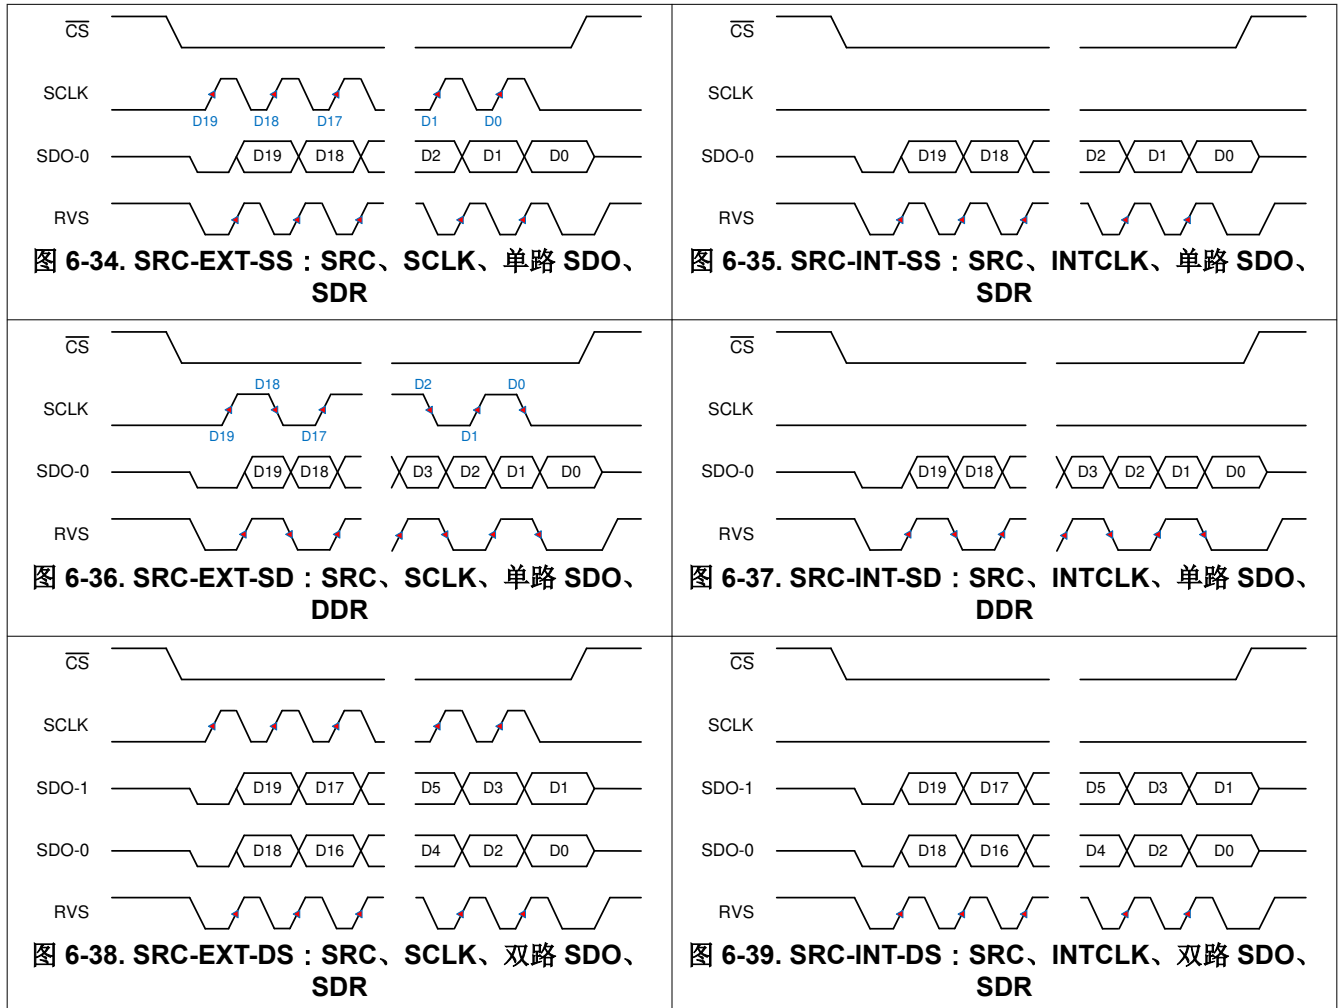 CS
SCLK
D19 D18 D17 D1 D0
SDO-0 D19 D18 D2 D1 D0
RVS
图 6-34. SRC-EXT-SS：SRC、SCLK、单路 SDO、
SDR
CS
SCLK
SDO-0 D19 D18 D2 D1 D0
RVS
图 6-35. SRC-INT-SS：SRC、INTCLK、单路 SDO、
SDR
CS
D18 D2 D0
SCLK
D19 D17 D1
SDO-0 D19 D18 D3 D2 D1 D0
RVS
图 6-36. SRC-EXT-SD：SRC、SCLK、单路 SDO、
DDR
CS
SCLK
SDO-0 D19 D18 D3 D2 D1 D0
RVS
图 6-37. SRC-INT-SD：SRC、INTCLK、单路 SDO、
DDR
CS
SCLK
SDO-1 D19 D17 D5 D3 D1
SDO-0 D18 D16 D4 D2 D0
RVS
图 6-38. SRC-EXT-DS：SRC、SCLK、双路 SDO、
SDR
CS
SCLK
SDO-1 D19 D17 D5 D3 D1
SDO-0 D18 D16 D4 D2 D0
RVS
图 6-39. SRC-INT-DS：SRC、INTCLK、双路 SDO、
SDR